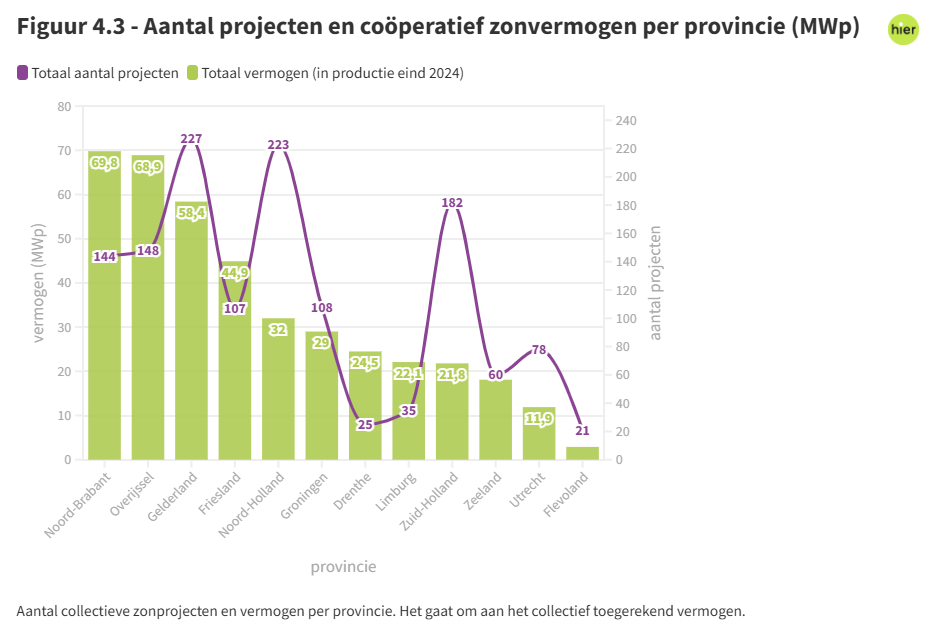 Figuur 4.3 - Aantal projecten en coöperatief zonvermogen per provincie (MWp)
hier
Totaal aantal projecten
Totaal vermogen (in productie eind 2024)
vermogen (MWp)
80
70
60
50
40
30
20
10
0
69,8
68,9
58,4
44,9
32
29
24,5
22,1
21,8
11,9
144
148
227
107
223
108
25
35
182
60
78
21
240
220
200
180
160
140
120
100
80
60
40
20
0
aantal projecten
Noord-Brabant
Overijssel
Gelderland
Friesland
Noord-Holland
Groningen
Drenthe
Limburg
Zuid-Holland
Zeeland
Utrecht
Flevoland
provincie
Aantal collectieve zonprojecten en vermogen per provincie. Het gaat om aan het collectief toegerekend vermogen.